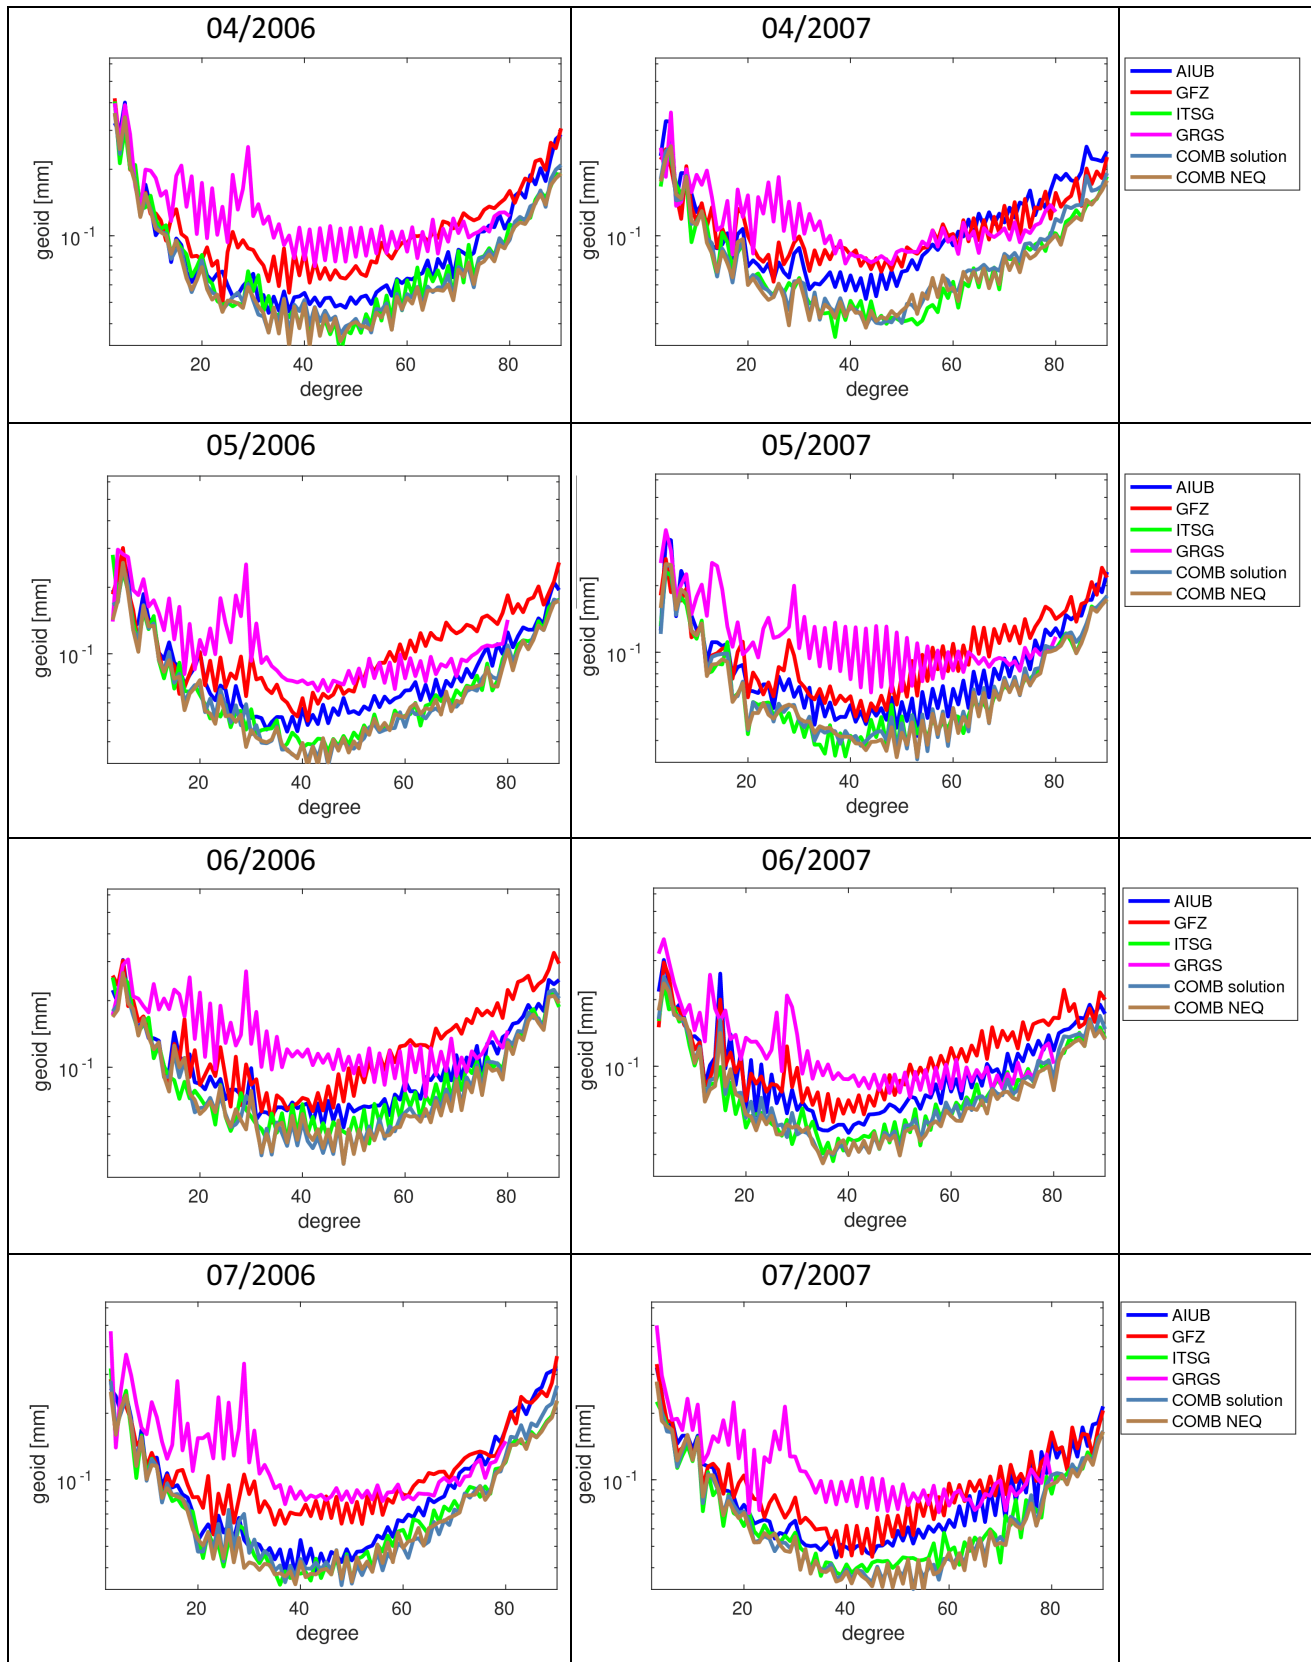 04/2006
04/2007
geoid [mm]
10-1
20
40
60
80
degree
geoid [mm]
10-1
20
40
60
80
degree
AIUB
GFZ
ITSG
GRGS
COMB solution
COMB NEQ
05/2006
05/2007
geoid [mm]
10-1
20
40
60
80
degree
geoid [mm]
10-1
20
40
60
80
degree
AIUB
GFZ
ITSG
GRGS
COMB solution
COMB NEQ
06/2006
06/2007
geoid [mm]
10-1
20
40
60
80
degree
geoid [mm]
10-1
20
40
60
80
degree
AIUB
GFZ
ITSG
GRGS
COMB solution
COMB NEQ
07/2006
07/2007
geoid [mm]
10-1
20
40
60
80
degree
geoid [mm]
10-1
20
40
60
80
degree
AIUB
GFZ
ITSG
GRGS
COMB solution
COMB NEQ